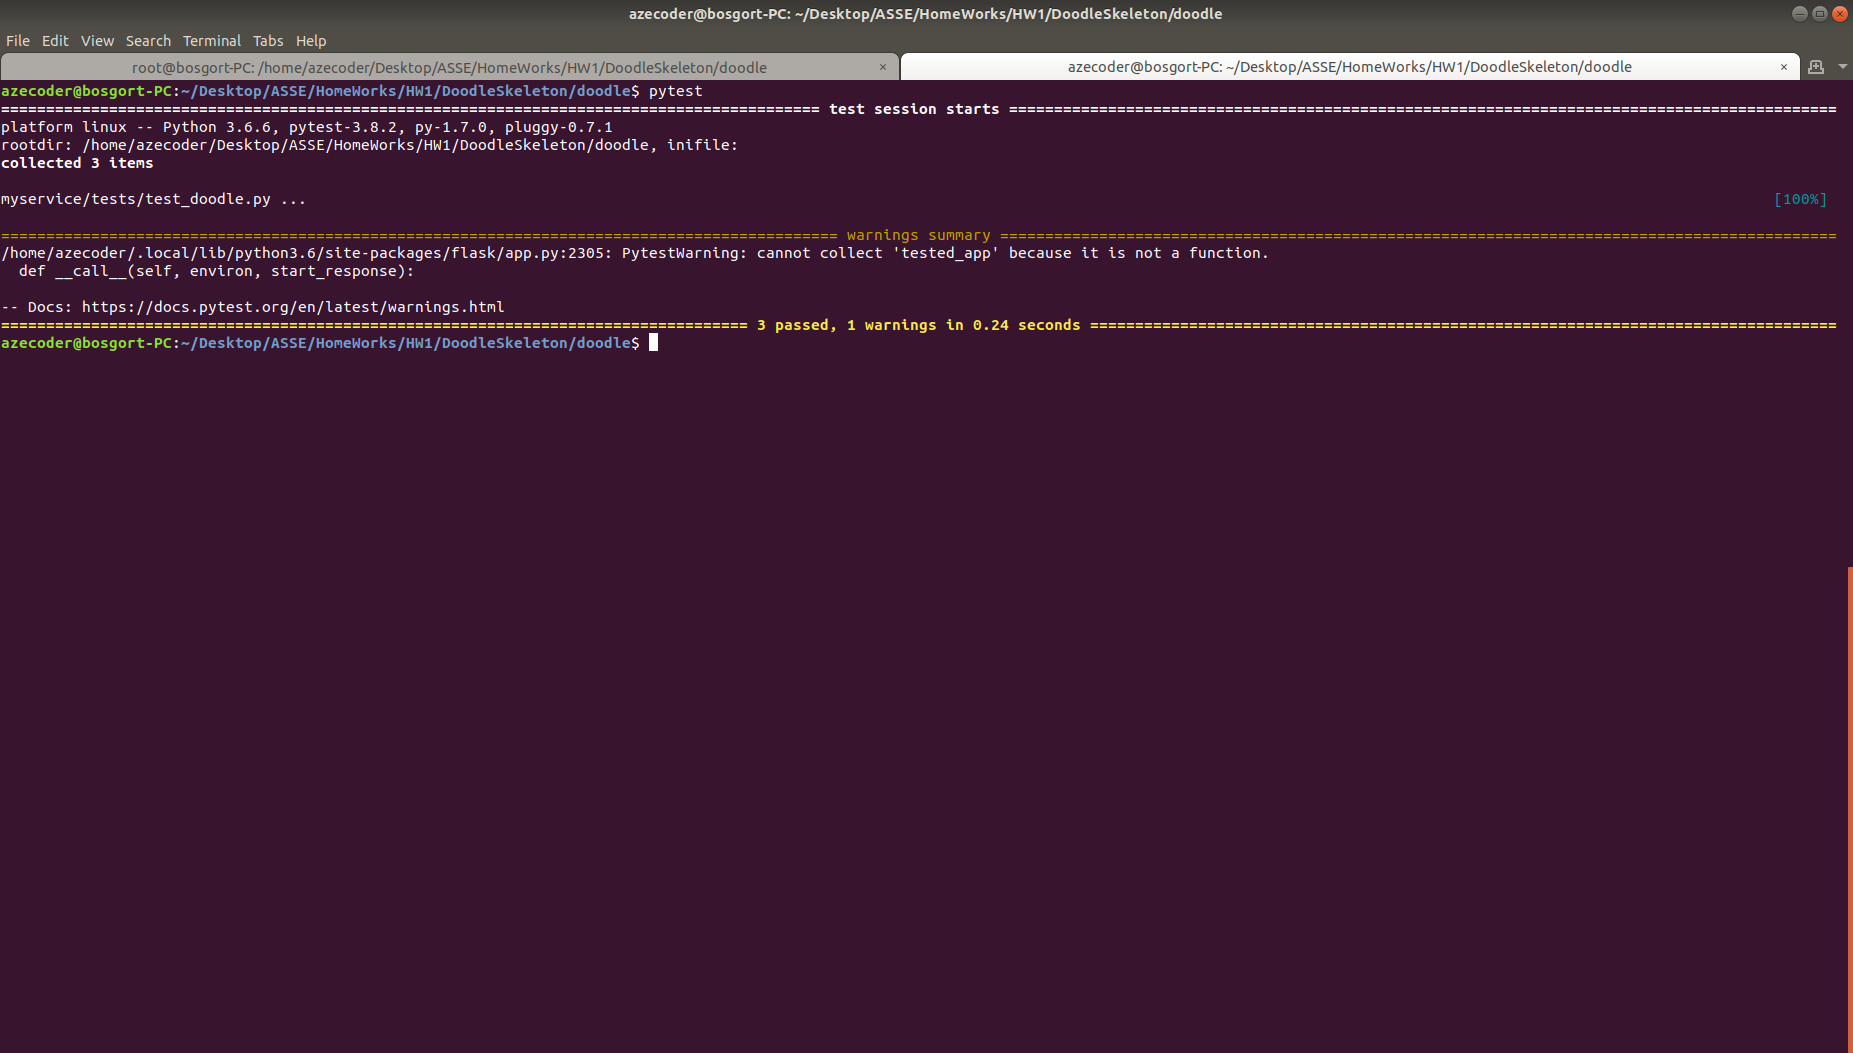 azecoder@bosgort-PC: ~/Desktop/ASSE/HomeWorks/HW1/DoodleSkeleton/doodle
File Edit View Search Terminal Tabs Help
root@bosgort-PC: /home/azecoder/Desktop/ASSE/HomeWorks/HW1/DoodleSkeleton/doodle × azecoder@bosgort-PC: ~/Desktop/ASSE/HomeWorks/HW1/DoodleSkeleton/doodle ×
azecoder@bosgort-PC:~/Desktop/ASSE/HomeWorks/HW1/DoodleSkeleton/doodle$ pytest
=========================================================================================== test session starts ============================================================================================
platform linux -- Python 3.6.6, pytest-3.8.2, py-1.7.0, pluggy-0.7.1
rootdir: /home/azecoder/Desktop/ASSE/HomeWorks/HW1/DoodleSkeleton/doodle, inifile:
collected 3 items
myservice/tests/test_doodle.py ... [100%]
============================================================================================= warnings summary =============================================================================================
/home/azecoder/.local/lib/python3.6/site-packages/flask/app.py:2305: PytestWarning: cannot collect 'tested_app' because it is not a function.
  def __call__(self, environ, start_response):
-- Docs: https://docs.pytest.org/en/latest/warnings.html
=================================================================================== 3 passed, 1 warnings in 0.24 seconds ===================================================================================
azecoder@bosgort-PC:~/Desktop/ASSE/HomeWorks/HW1/DoodleSkeleton/doodle$